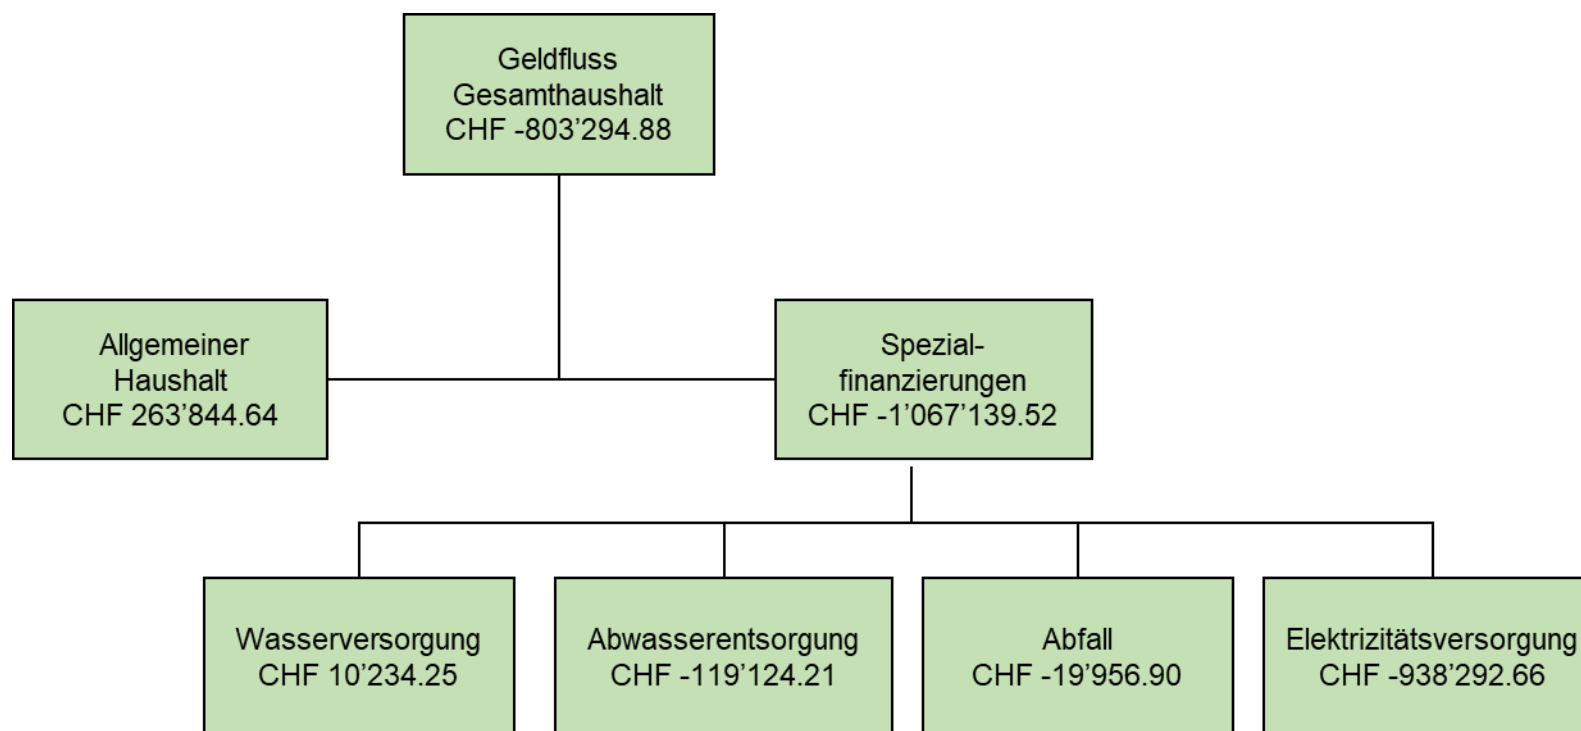 Geldfluss
Gesamthaushalt
CHF -803’294.88
Allgemeiner
Haushalt
CHF 263’844.64
Spezial-
finanzierungen
CHF -1’067’139.52
Wasserversorgung
CHF 10’234.25
Abwasserentsorgung
CHF -119’124.21
Abfall
CHF -19’956.90
Elektrizitätsversorgung
CHF -938’292.66